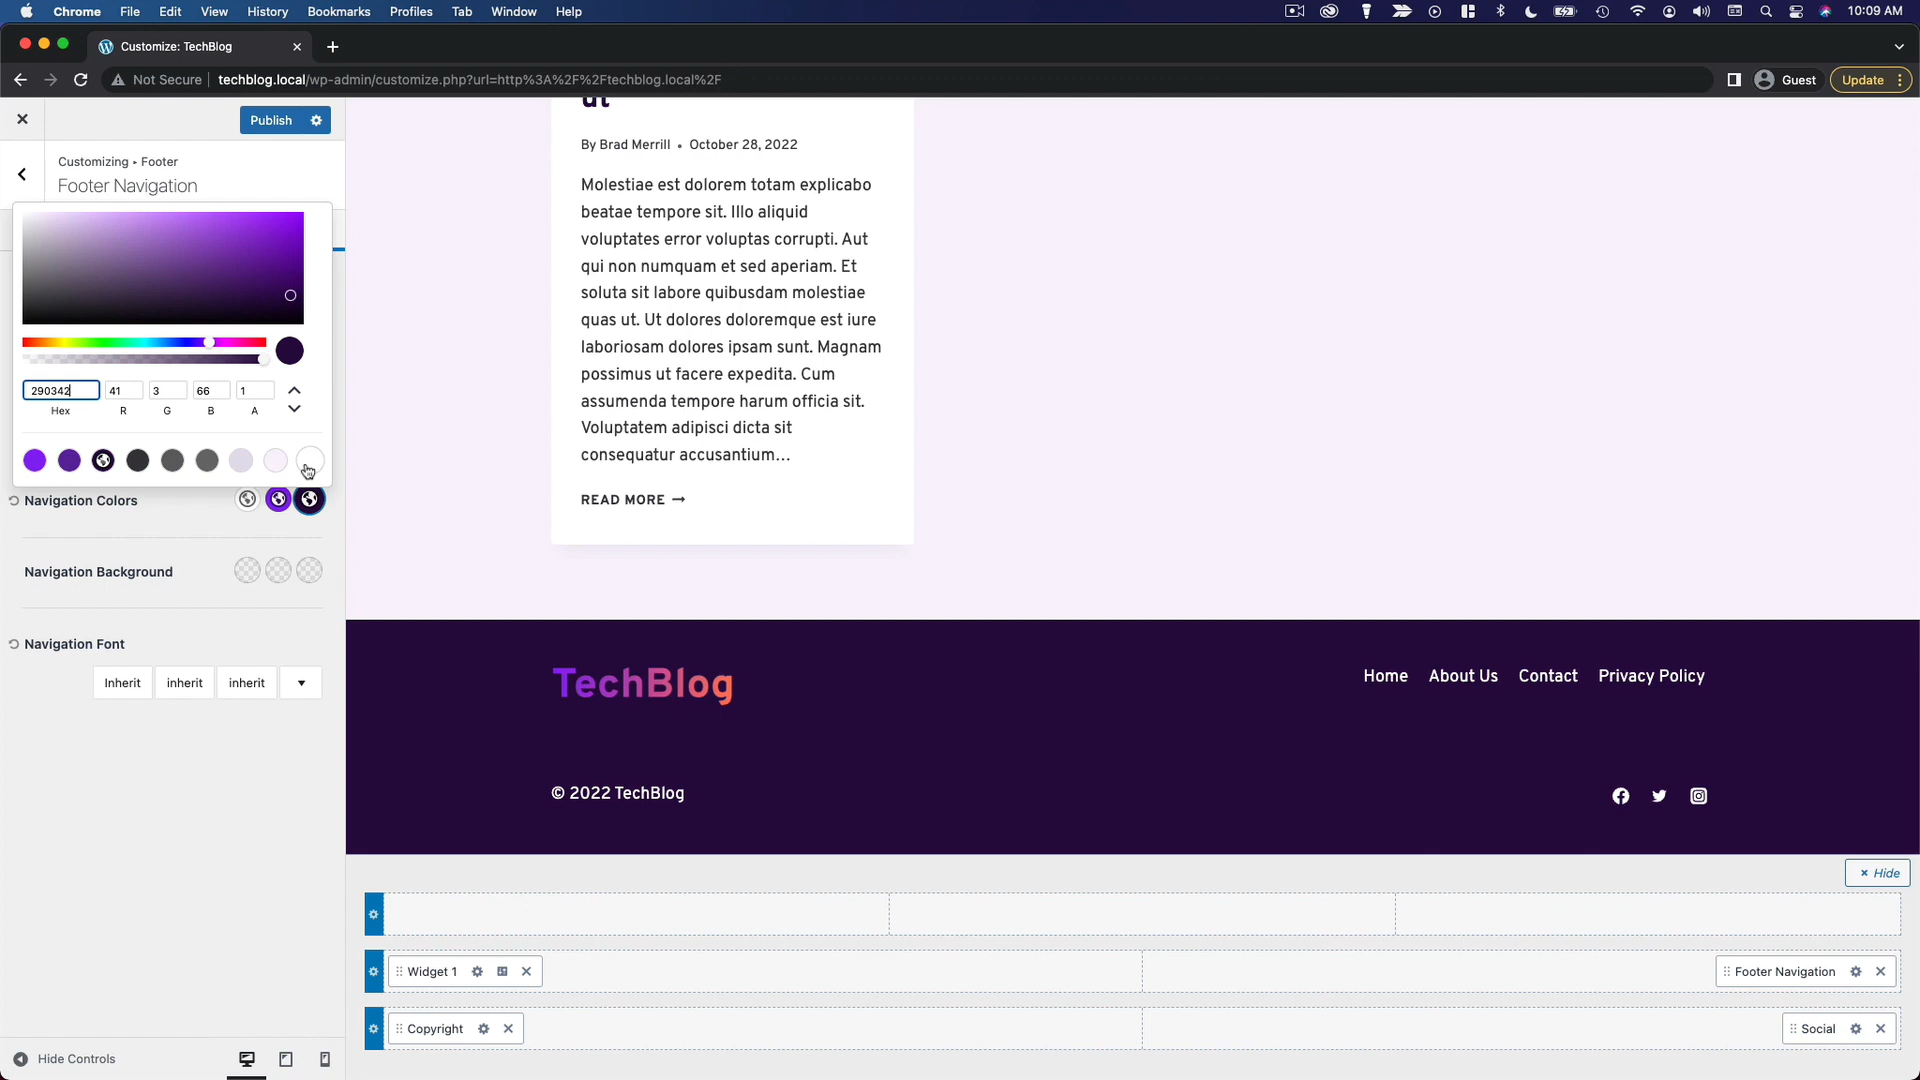 Chrome File Edit View History Bookmarks Profiles Tab Window Help 10:09 AM
Customize: TechBlog
Not Secure techblog.local/wp-admin/customize.php?url=http%3A%2F%2Ftechblog.local%2F Guest Update
Publish
Customizing ▸ Footer
Footer Navigation
290342 41 3 66 1
Hex R G B A
Navigation Colors
Navigation Background
Navigation Font
Inherit inherit inherit
Hide Controls
ut
By Brad Merrill • October 28, 2022
Molestiae est dolorem totam explicabo
beatae tempore sit. Illo aliquid
voluptates error voluptas corrupti. Aut
qui non numquam et sed aperiam. Et
soluta sit labore quibusdam molestiae
quas ut. Ut dolores doloremque est iure
laboriosam dolores ipsam sunt. Magnam
possimus ut facere expedita. Cum
assumenda tempore harum officia sit.
Voluptatem adipisci dicta sit
consequatur accusantium...
READ MORE →
TechBlog
Home About Us Contact Privacy Policy
© 2022 TechBlog
Hide
Widget 1
Footer Navigation
Copyright
Social